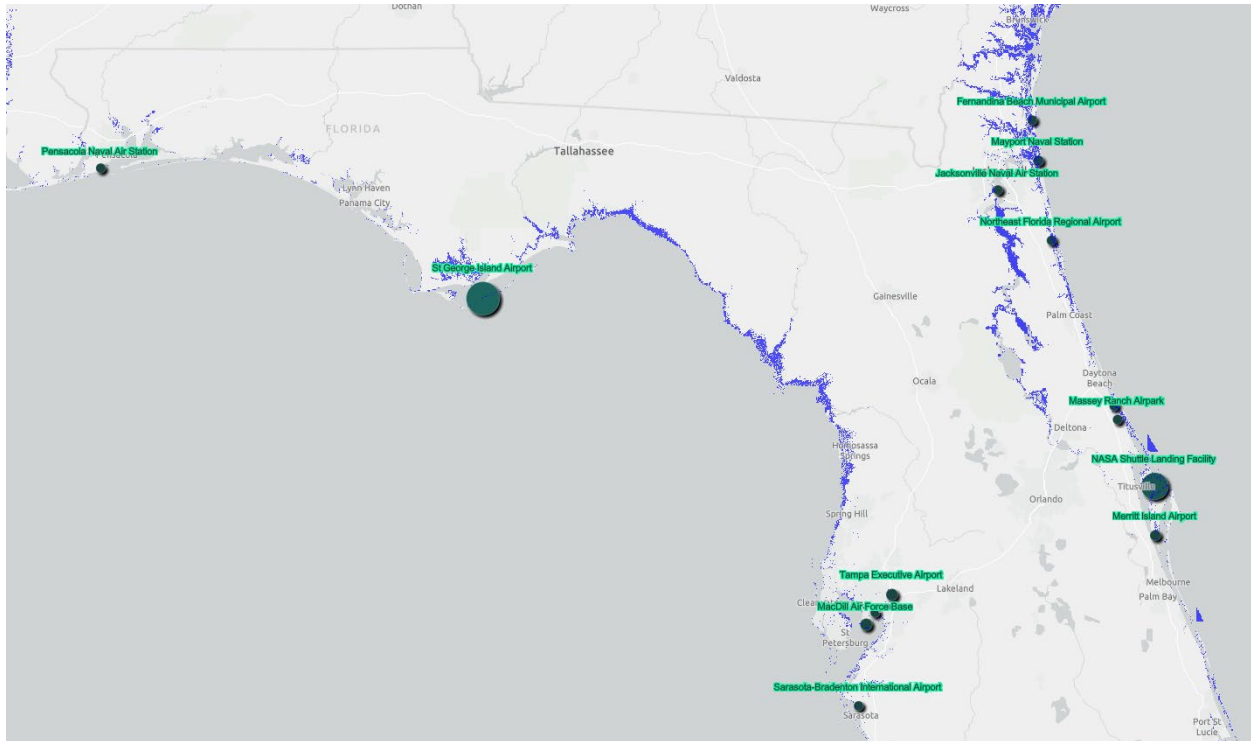 Dothan
Waycross
Brunswick
Valdosta
Fernandina Beach Municipal Airport
FLORIDA
Mayport Naval Station
Pensacola Naval Air Station
Pensacola
Tallahassee
Jacksonville Naval Air Station
Lynn Haven
Panama City
Northeast Florida Regional Airport
St George Island Airport
Gainesville
Palm Coast
Daytona
Beach
Ocala
Massey Ranch Airpark
Deltona
Homosassa
Springs
NASA Shuttle Landing Facility
Titusville
Orlando
Spring Hill
Merritt Island Airport
Tampa Executive Airport
Melbourne
Lakeland
Palm Bay
MacDill Air Force Base
St
Petersburg
Sarasota-Bradenton International Airport
Sarasota
Port St
Lucie